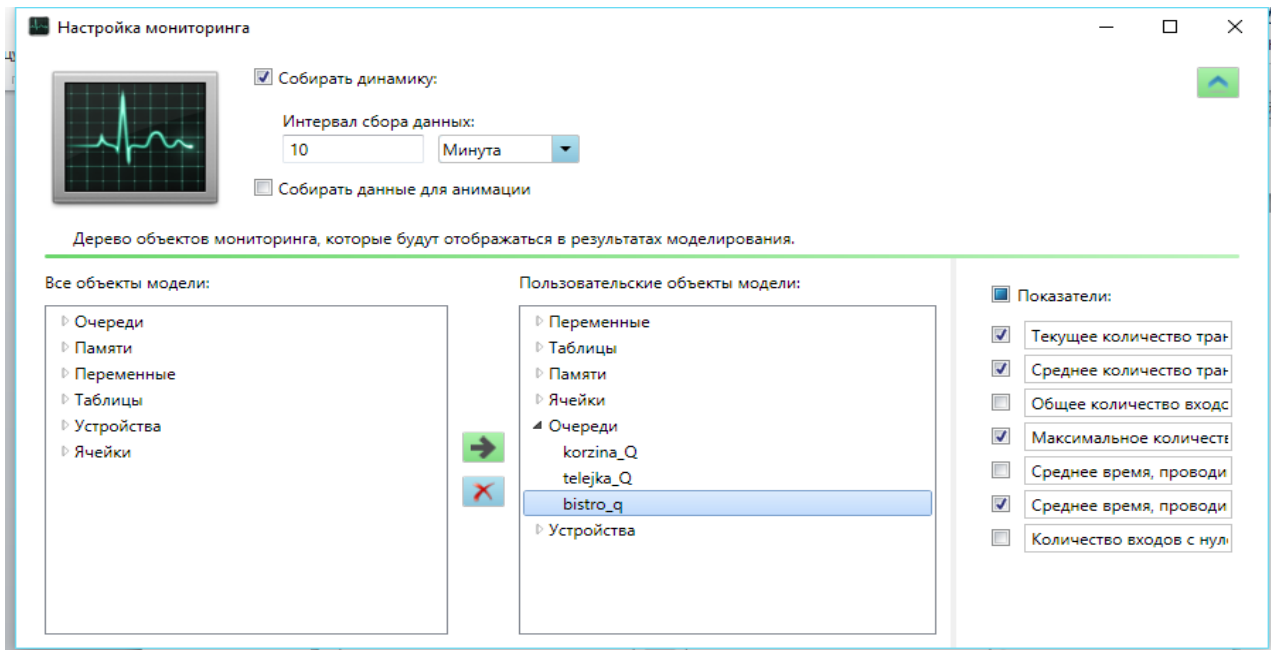 Настройка мониторинга
Собирать динамику:
Интервал сбора данных:
10 Минута
Собирать данные для анимации
Дерево объектов мониторинга, которые будут отображаться в результатах моделирования.
Все объекты модели:
Очереди
Памяти
Переменные
Таблицы
Устройства
Ячейки
Пользовательские объекты модели:
Переменные
Таблицы
Памяти
Ячейки
Очереди
korzina_Q
telejka_Q
bistro_q
Устройства
Показатели:
Текущее количество тран
Среднее количество тран
Общее количество входо
Максимальное количеств
Среднее время, проводи
Среднее время, проводи
Количество входов с нул